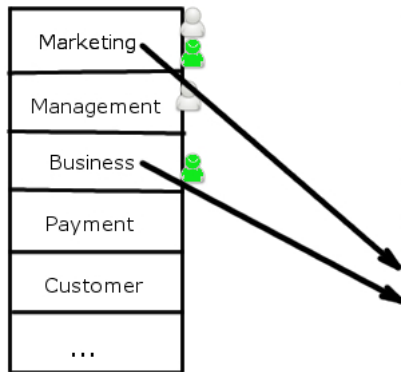 Marketing
Management
Business
Payment
Customer
...